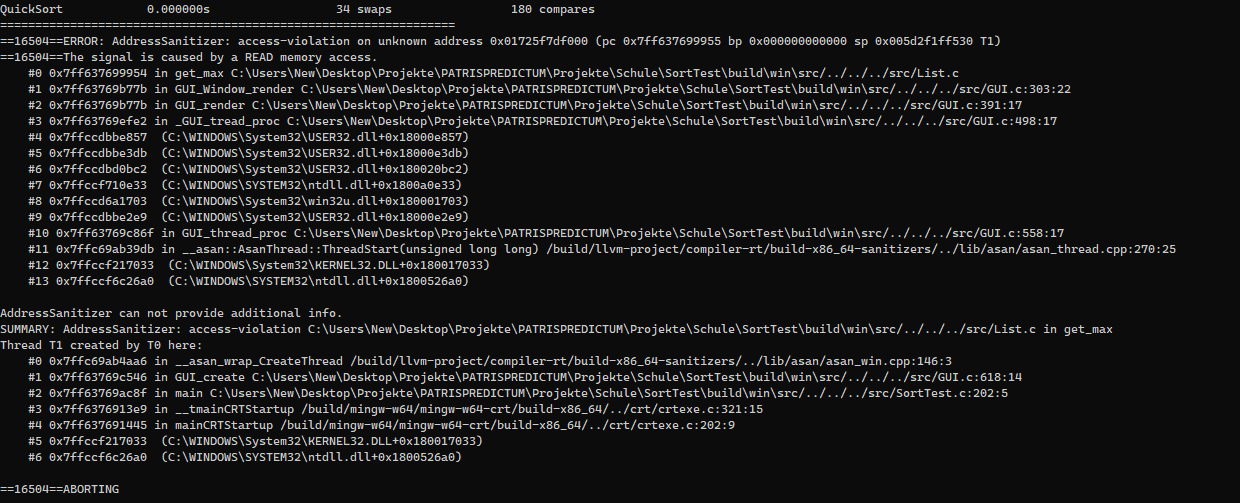 QuickSort 0.000000s 34 swaps 180 compares
=================================================================
==16504==ERROR: AddressSanitizer: access-violation on unknown address 0x01725f7df000 (pc 0x7ff637699955 bp 0x000000000000 sp 0x005d2f1ff530 T1)
==16504==The signal is caused by a READ memory access.
    #0 0x7ff637699954 in get_max C:\Users\New\Desktop\Projekte\PATRISPREDICTUM\Projekte\Schule\SortTest\build\win\src/../../../src/List.c
    #1 0x7ff63769b77b in GUI_Window_render C:\Users\New\Desktop\Projekte\PATRISPREDICTUM\Projekte\Schule\SortTest\build\win\src/../../../src/GUI.c:303:22
    #2 0x7ff63769b77b in GUI_render C:\Users\New\Desktop\Projekte\PATRISPREDICTUM\Projekte\Schule\SortTest\build\win\src/../../../src/GUI.c:391:17
    #3 0x7ff63769efe2 in _GUI_tread_proc C:\Users\New\Desktop\Projekte\PATRISPREDICTUM\Projekte\Schule\SortTest\build\win\src/../../../src/GUI.c:498:17
    #4 0x7ffccdbbe857  (C:\WINDOWS\System32\USER32.dll+0x18000e857)
    #5 0x7ffccdbbe3db  (C:\WINDOWS\System32\USER32.dll+0x18000e3db)
    #6 0x7ffccdbd0bc2  (C:\WINDOWS\System32\USER32.dll+0x180020bc2)
    #7 0x7ffccf710e33  (C:\WINDOWS\SYSTEM32\ntdll.dll+0x1800a0e33)
    #8 0x7ffccd6a1703  (C:\WINDOWS\System32\win32u.dll+0x180001703)
    #9 0x7ffccdbbe2e9  (C:\WINDOWS\System32\USER32.dll+0x18000e2e9)
    #10 0x7ff63769c86f in GUI_thread_proc C:\Users\New\Desktop\Projekte\PATRISPREDICTUM\Projekte\Schule\SortTest\build\win\src/../../../src/GUI.c:558:17
    #11 0x7ffc69ab39db in __asan::AsanThread::ThreadStart(unsigned long long) /build/llvm-project/compiler-rt/build-x86_64-sanitizers/../lib/asan/asan_thread.cpp:270:25
    #12 0x7ffccf217033  (C:\WINDOWS\System32\KERNEL32.DLL+0x180017033)
    #13 0x7ffccf6c26a0  (C:\WINDOWS\SYSTEM32\ntdll.dll+0x1800526a0)

AddressSanitizer can not provide additional info.
SUMMARY: AddressSanitizer: access-violation C:\Users\New\Desktop\Projekte\PATRISPREDICTUM\Projekte\Schule\SortTest\build\win\src/../../../src/List.c in get_max
Thread T1 created by T0 here:
    #0 0x7ffc69ab4aa6 in __asan_wrap_CreateThread /build/llvm-project/compiler-rt/build-x86_64-sanitizers/../lib/asan/asan_win.cpp:146:3
    #1 0x7ff63769c546 in GUI_create C:\Users\New\Desktop\Projekte\PATRISPREDICTUM\Projekte\Schule\SortTest\build\win\src/../../../src/GUI.c:618:14
    #2 0x7ff63769ac8f in main C:\Users\New\Desktop\Projekte\PATRISPREDICTUM\Projekte\Schule\SortTest\build\win\src/../../../src/SortTest.c:202:5
    #3 0x7ff6376913e9 in __tmainCRTStartup /build/mingw-w64/mingw-w64-crt/build-x86_64/../crt/crtexe.c:321:15
    #4 0x7ff637691445 in mainCRTStartup /build/mingw-w64/mingw-w64-crt/build-x86_64/../crt/crtexe.c:202:9
    #5 0x7ffccf217033  (C:\WINDOWS\System32\KERNEL32.DLL+0x180017033)
    #6 0x7ffccf6c26a0  (C:\WINDOWS\SYSTEM32\ntdll.dll+0x1800526a0)

==16504==ABORTING